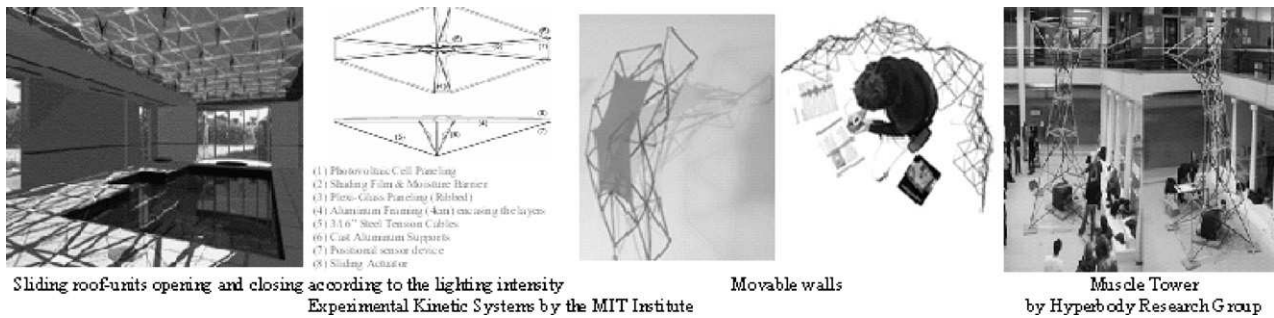 (1) Photovoltaic Cell Paneling
(2) Shading Film & Moisture Barrier
(3) Plexi-Glass Paneling (Ribbed)
(4) Aluminum Framing (4cm) encasing the layers
(5) 3/16" Steel Tension Cables
(6) Cast Aluminum Supports
(7) Positional sensor device
(8) Sliding Actuator
Sliding roof-units opening and closing according to the lighting intensity
Movable walls
Muscle Tower
Experimental Kinetic Systems by the MIT Institute
by Hyperbody Research Group